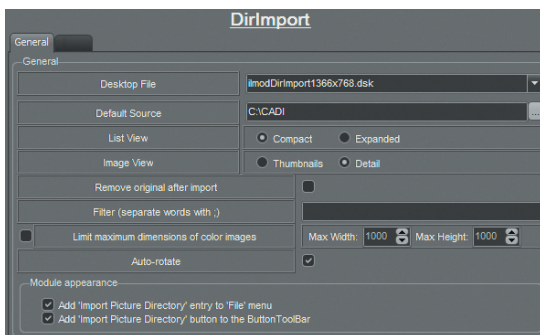 DirImport
General
General
Desktop File
ilmodDirImport1366x768.dsk
Default Source
C:\CADI
...
List View
Compact
Expanded
Image View
Thumbnails
Detail
Remove original after import
Filter (separate words with ;)
Limit maximum dimensions of color images
Max Width: 1000
Max Height: 1000
Auto-rotate
Module appearance
Add 'Import Picture Directory' entry to 'File' menu
Add 'Import Picture Directory' button to the ButtonToolBar